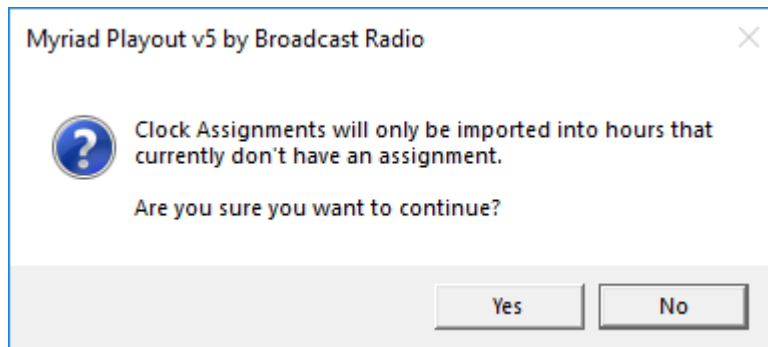 Myriad Playout v5 by Broadcast Radio
Clock Assignments will only be imported into hours that
currently don't have an assignment.
Are you sure you want to continue?
Yes
No